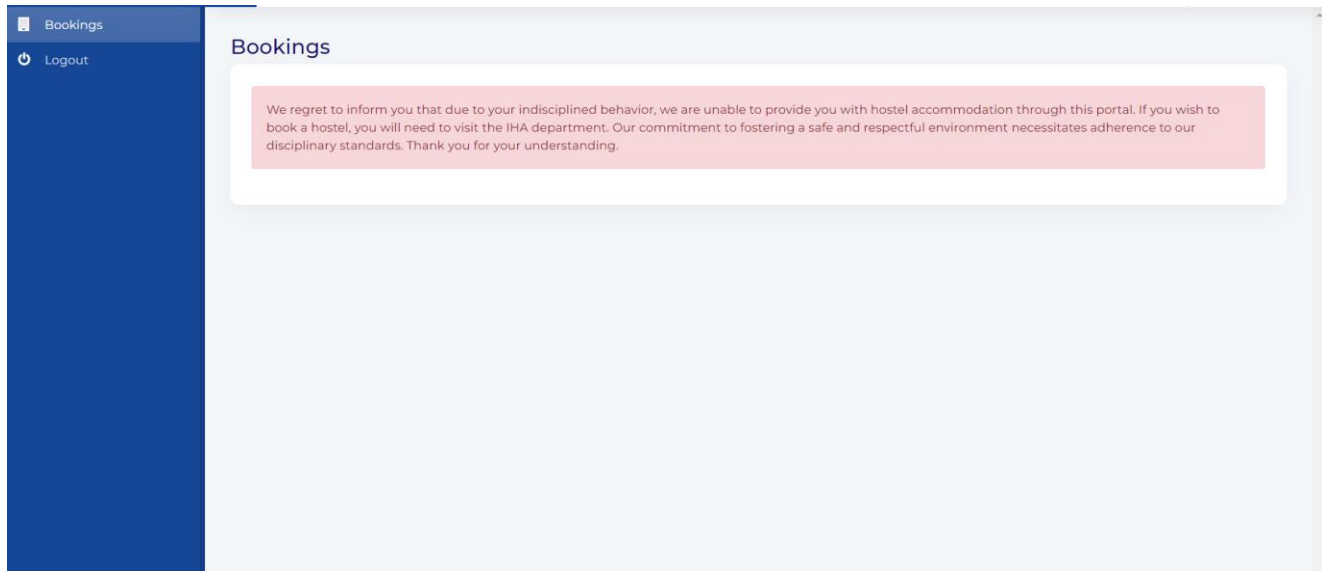 Bookings
Logout
Bookings
We regret to inform you that due to your indisciplined behavior, we are unable to provide you with hostel accommodation through this portal. If you wish to
book a hostel, you will need to visit the IHA department. Our commitment to fostering a safe and respectful environment necessitates adherence to our
disciplinary standards. Thank you for your understanding.